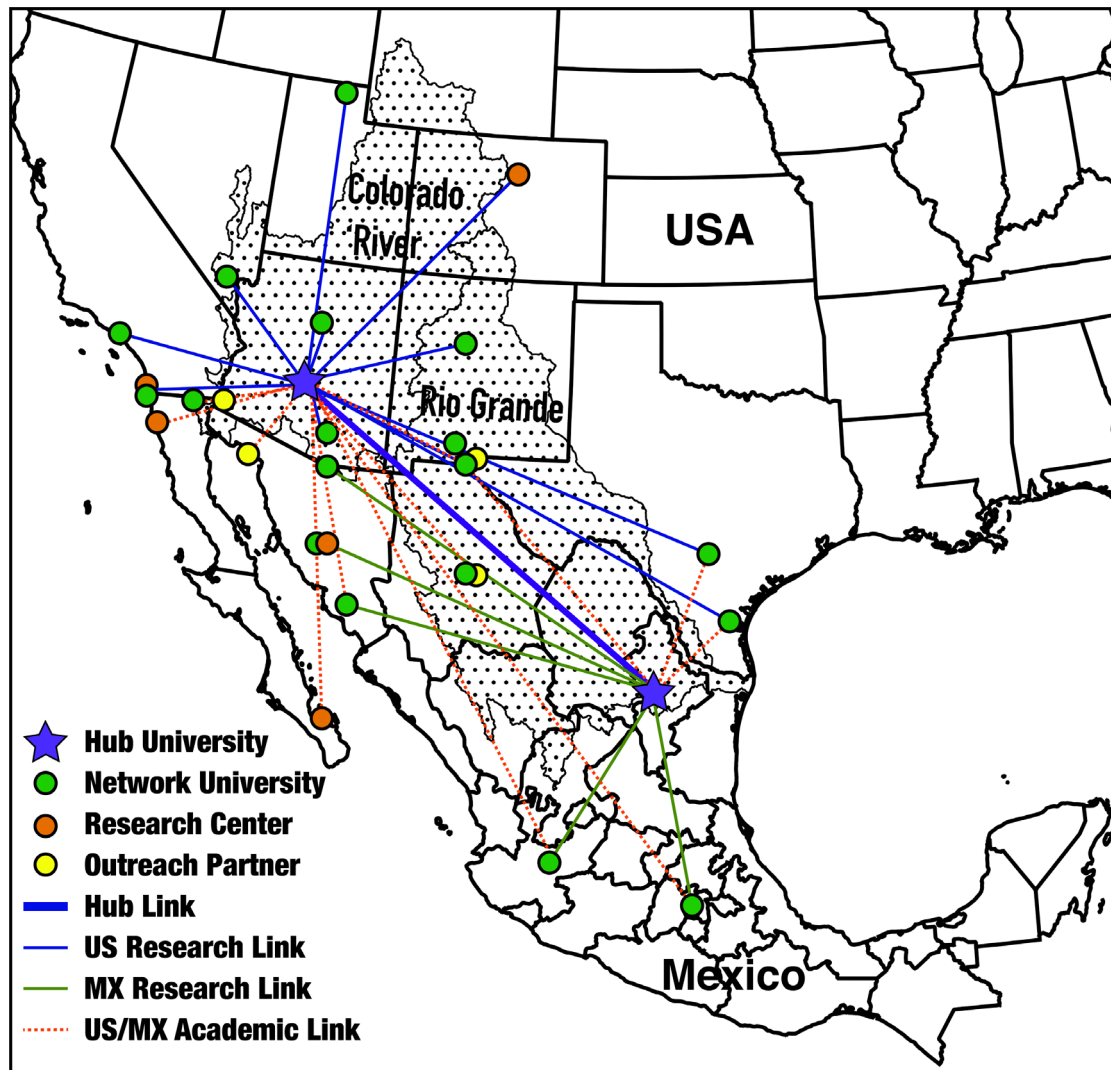 Colorado
River
USA
Rio Grande
Hub University
Network University
Research Center
Outreach Partner
Hub Link
US Research Link
MX Research Link
US/MX Academic Link
Mexico